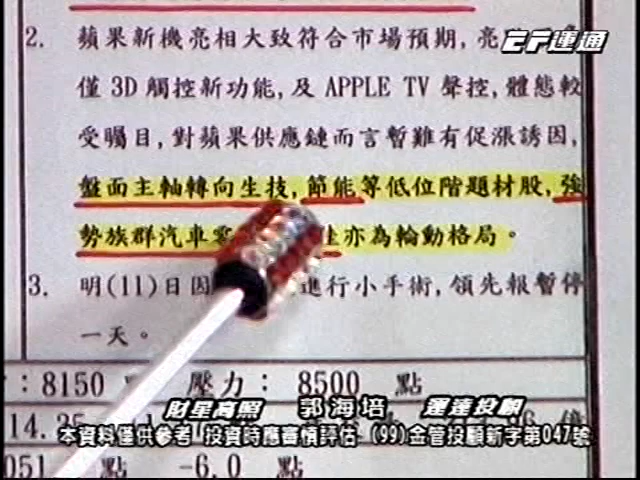 2. 蘋果新機亮相大致符合市場預期,亮
EF運通
僅 3D 觸控新功能,及 APPLE TV 聲控,體態較
受矚目,對蘋果供應鏈而言暫難有促漲誘因,
盤面主軸轉向生技,節能等低位階題材股,強
勢族群汽車 亦為輪動格局。
3. 明(11)日因 進行小手術,領先報暫停
一天。
:8150 壓力: 8500 點
財星高照 郭海培 運達投顧
14.
本資料僅供參考 投資時應審慎評估 (99)金管投顧新字第047號
051 點 -6.0 點